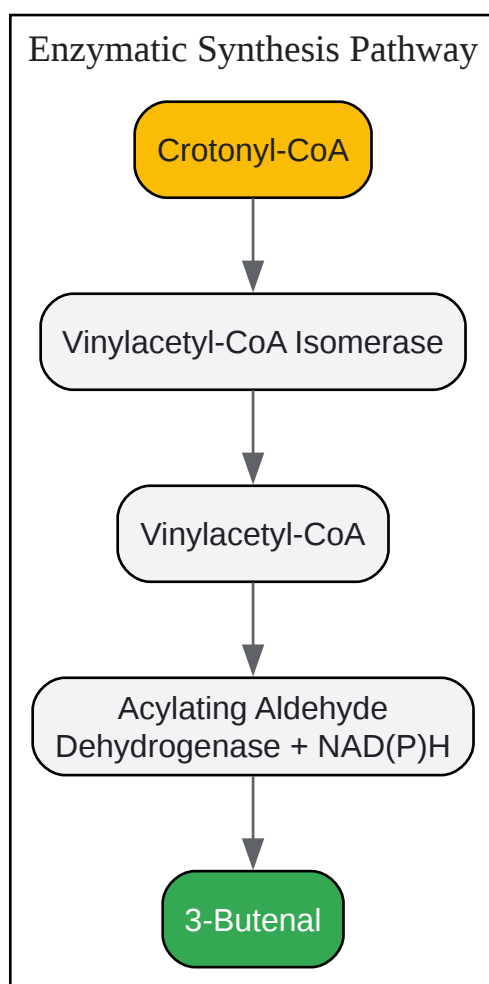 Enzymatic Synthesis Pathway
Crotonyl-CoA
Vinylacetyl-CoA Isomerase
Vinylacetyl-CoA
Acylating Aldehyde
Dehydrogenase + NAD(P)H
3-Butenal